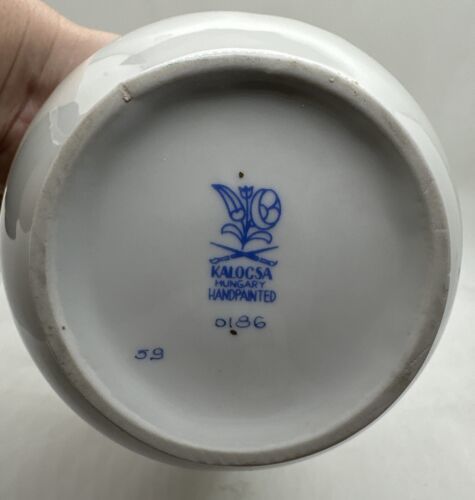 KALOCSA
HUNGARY
HANDPAINTED
0186
59